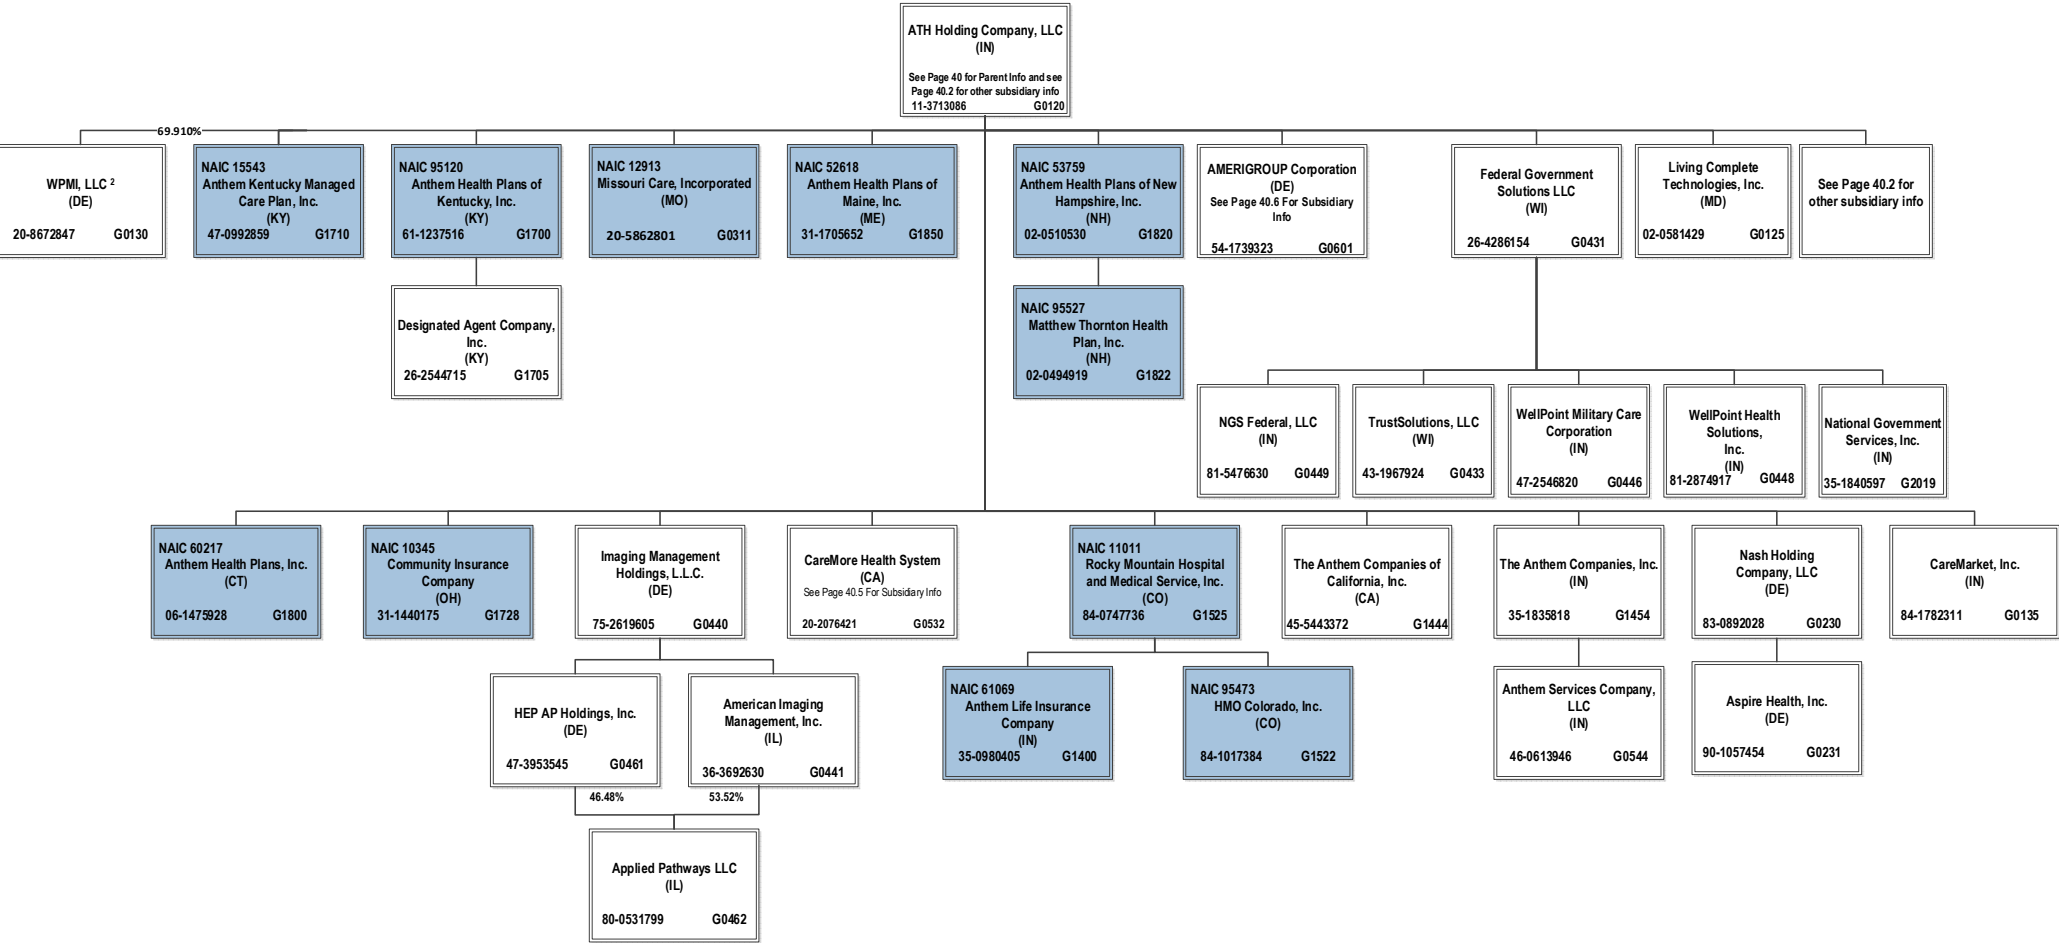 ATH Holding Company, LLC
(IN)
See Page 40 for Parent Info and see
Page 40.2 for other subsidiary info
11-3713086 G0120
69.910%
WPMI, LLC ²
(DE)
20-8672847 G0130
NAIC 15543
Anthem Kentucky Managed
Care Plan, Inc.
(KY)
47-0992859 G1710
NAIC 95120
Anthem Health Plans of
Kentucky, Inc.
(KY)
61-1237516 G1700
NAIC 12913
Missouri Care, Incorporated
(MO)
20-5862801 G0311
NAIC 52618
Anthem Health Plans of
Maine, Inc.
(ME)
31-1705652 G1850
NAIC 53759
Anthem Health Plans of New
Hampshire, Inc.
(NH)
02-0510530 G1820
AMERIGROUP Corporation
(DE)
See Page 40.6 For Subsidiary
Info
54-1739323 G0601
Federal Government
Solutions LLC
(WI)
26-4286154 G0431
Living Complete
Technologies, Inc.
(MD)
02-0581429 G0125
See Page 40.2 for
other subsidiary info
Designated Agent Company,
Inc.
(KY)
26-2544715 G1705
NAIC 95527
Matthew Thornton Health
Plan, Inc.
(NH)
02-0494919 G1822
NGS Federal, LLC
(IN)
81-5476630 G0449
TrustSolutions, LLC
(WI)
43-1967924 G0433
WellPoint Military Care
Corporation
(IN)
47-2546820 G0446
WellPoint Health
Solutions,
Inc.
(IN)
81-2874917 G0448
National Government
Services, Inc.
(IN)
35-1840597 G2019
NAIC 60217
Anthem Health Plans, Inc.
(CT)
06-1475928 G1800
NAIC 10345
Community Insurance
Company
(OH)
31-1440175 G1728
Imaging Management
Holdings, L.L.C.
(DE)
75-2619605 G0440
CareMore Health System
(CA)
See Page 40.5 For Subsidiary Info
20-2076421 G0532
NAIC 11011
Rocky Mountain Hospital
and Medical Service, Inc.
(CO)
84-0747736 G1525
The Anthem Companies of
California, Inc.
(CA)
45-5443372 G1444
The Anthem Companies, Inc.
(IN)
35-1835818 G1454
Nash Holding
Company, LLC
(DE)
83-0892028 G0230
CareMarket, Inc.
(IN)
84-1782311 G0135
HEP AP Holdings, Inc.
(DE)
47-3953545 G0461
American Imaging
Management, Inc.
(IL)
36-3692630 G0441
NAIC 61069
Anthem Life Insurance
Company
(IN)
35-0980405 G1400
NAIC 95473
HMO Colorado, Inc.
(CO)
84-1017384 G1522
Anthem Services Company,
LLC
(IN)
46-0613946 G0544
Aspire Health, Inc.
(DE)
90-1057454 G0231
46.48% 53.52%
Applied Pathways LLC
(IL)
80-0531799 G0462